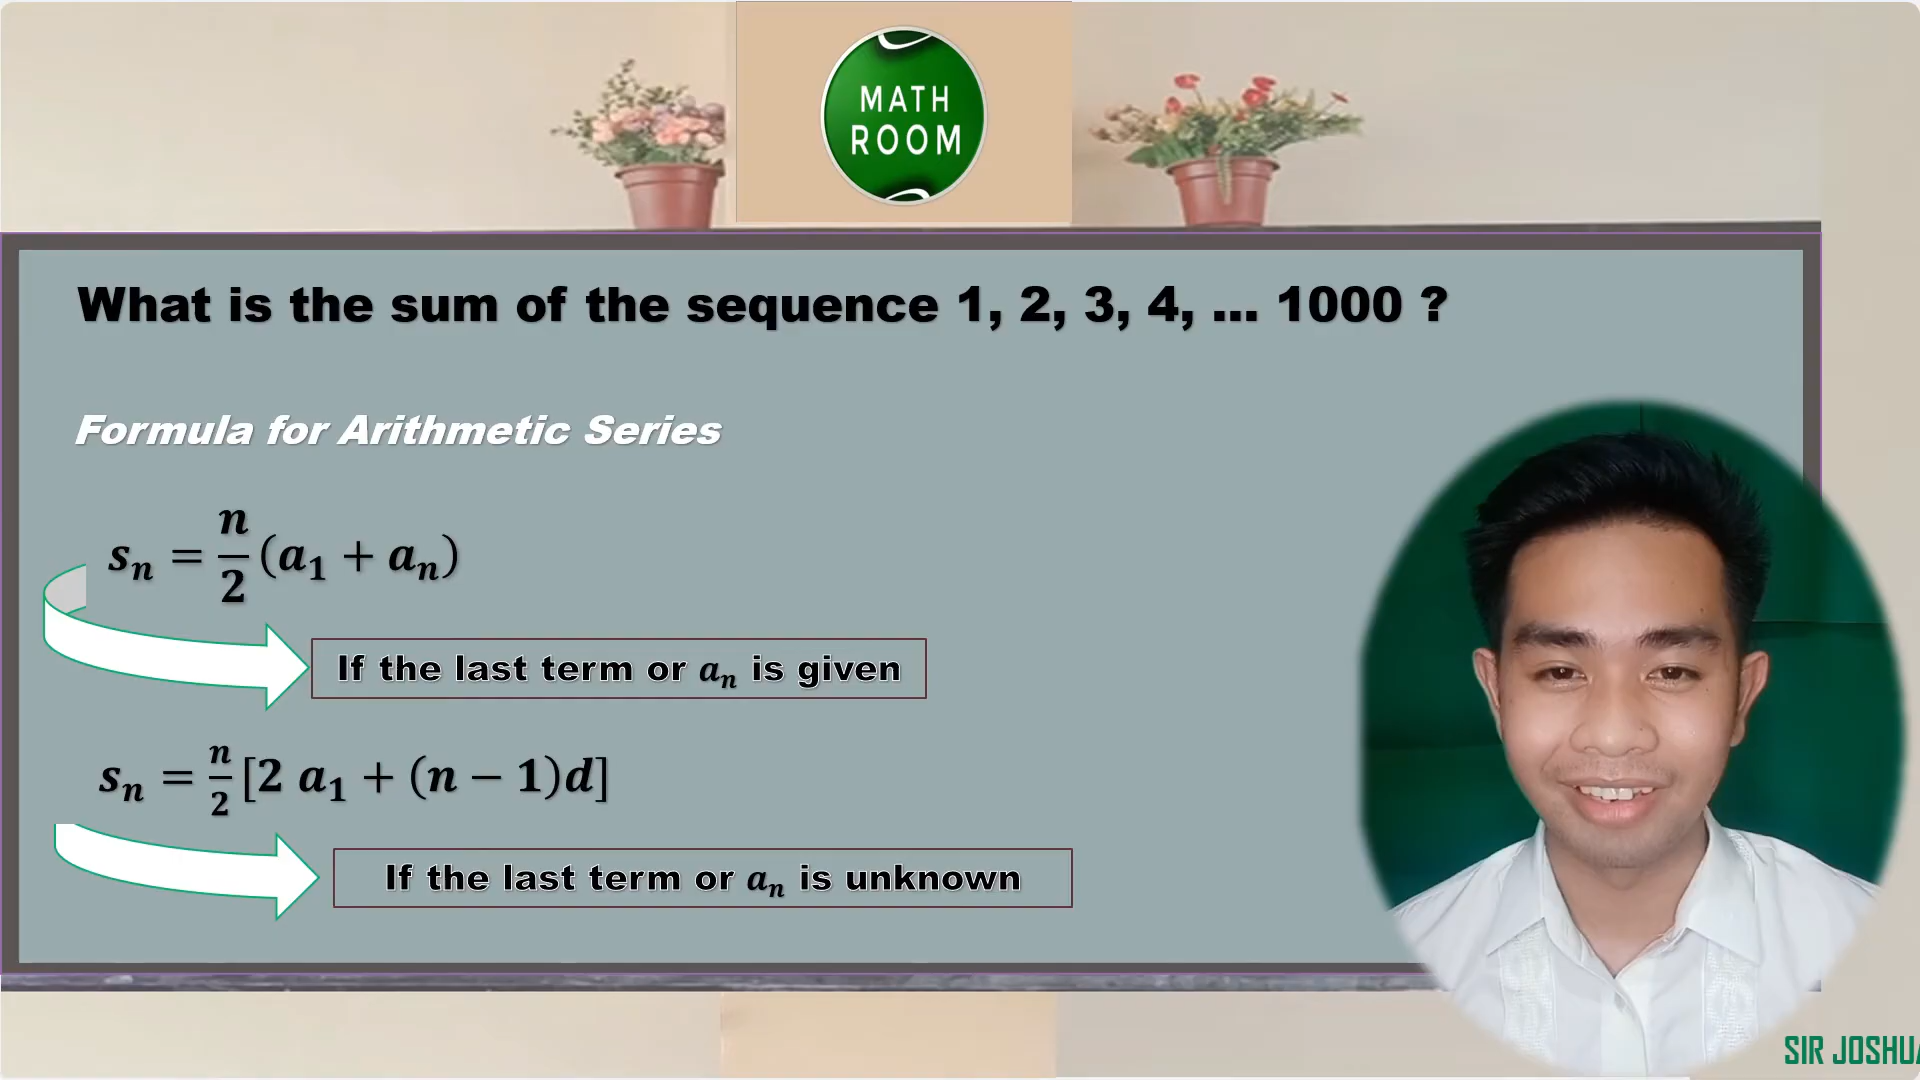 MATH
ROOM
What is the sum of the sequence 1, 2, 3, 4, ... 1000 ?
Formula for Arithmetic Series
sₙ = n/2 (a₁ + aₙ)
If the last term or aₙ is given
sₙ = n/2 [2 a₁ + (n − 1)d]
If the last term or aₙ is unknown
SIR JOSHUA